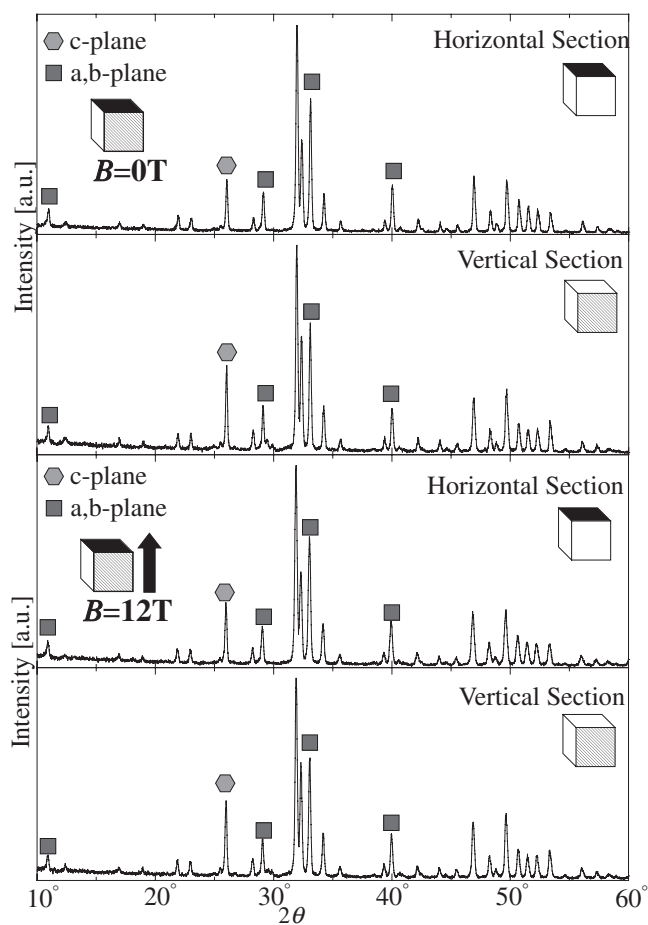 c-plane
a,b-plane
B=0T
Horizontal Section
Intensity [a.u.]
Vertical Section
c-plane
a,b-plane
B=12T
Horizontal Section
Intensity [a.u.]
Vertical Section
10° 20° 30° 40° 50° 60°
2θ